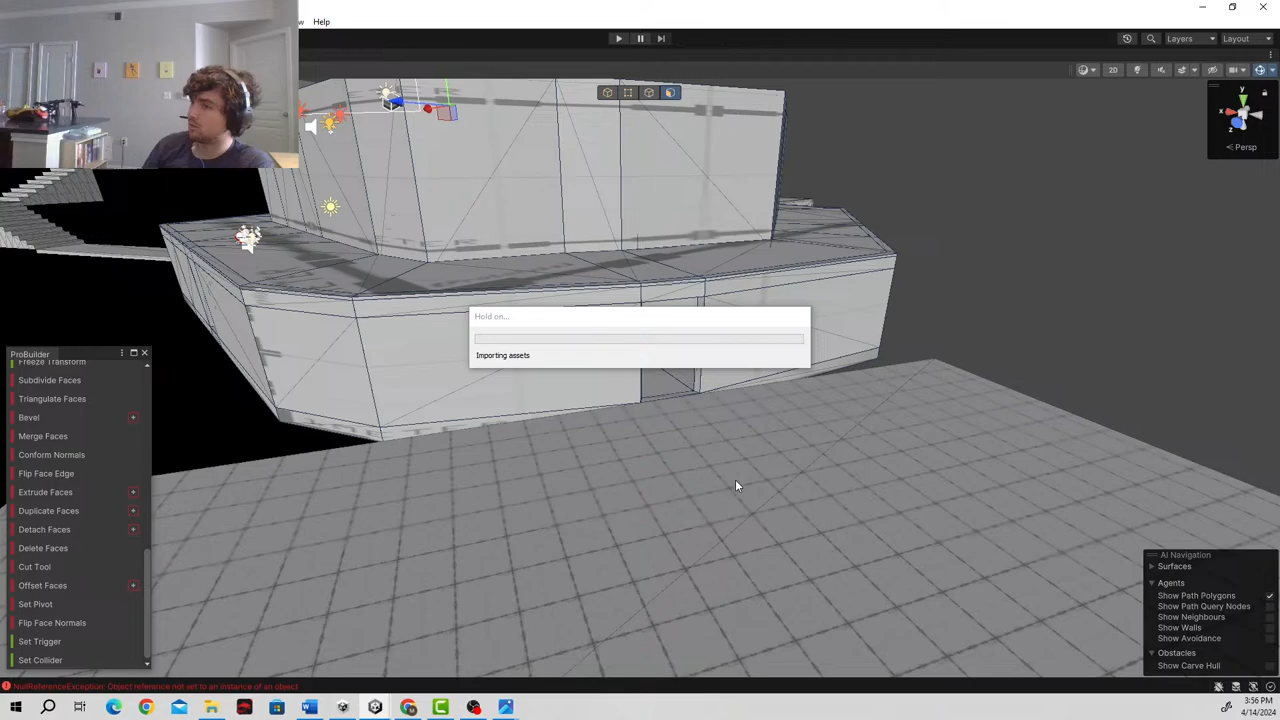 Help
Layers
Layout
2D
y
x
z
Persp
Hold on...
Importing assets
ProBuilder
Freeze Transform
Subdivide Faces
Triangulate Faces
Bevel
Merge Faces
Conform Normals
Flip Face Edge
Extrude Faces
Duplicate Faces
Detach Faces
Delete Faces
Cut Tool
Offset Faces
Set Pivot
Flip Face Normals
Set Trigger
Set Collider
AI Navigation
Surfaces
Agents
Show Path Polygons
Show Path Query Nodes
Show Neighbours
Show Walls
Show Avoidance
Obstacles
Show Carve Hull
NullReferenceException: Object reference not set to an instance of an object
3:56 PM
4/14/2024